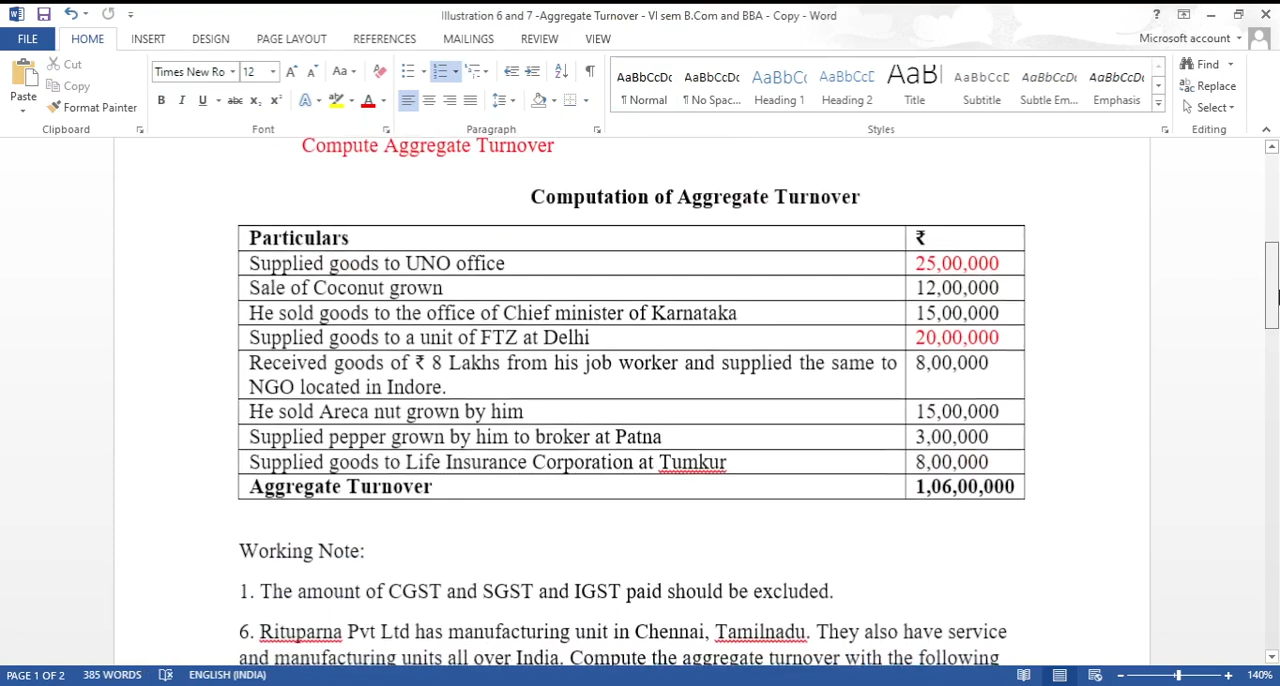 Illustration 6 and 7 -Aggregate Turnover - VI sem B.Com and BBA - Copy - Word
FILE HOME INSERT DESIGN PAGE LAYOUT REFERENCES MAILINGS REVIEW VIEW Microsoft account
Cut
Copy
Format Painter
Paste
Times New Ro 12
AaBbCcDc AaBbCcDc AaBbCc AaBbCcDc AaBl AaBbCcDc AaBbCcDc AaBbCcDc
¶ Normal ¶ No Spac... Heading 1 Heading 2 Title Subtitle Subtle Em... Emphasis
Find
Replace
Select
Clipboard Font Paragraph Styles Editing
Compute Aggregate Turnover
Computation of Aggregate Turnover
Particulars ₹
Supplied goods to UNO office 25,00,000
Sale of Coconut grown 12,00,000
He sold goods to the office of Chief minister of Karnataka 15,00,000
Supplied goods to a unit of FTZ at Delhi 20,00,000
Received goods of ₹ 8 Lakhs from his job worker and supplied the same to 8,00,000
NGO located in Indore.
He sold Areca nut grown by him 15,00,000
Supplied pepper grown by him to broker at Patna 3,00,000
Supplied goods to Life Insurance Corporation at Tumkur 8,00,000
Aggregate Turnover 1,06,00,000
Working Note:
1. The amount of CGST and SGST and IGST paid should be excluded.
6. Rituparna Pvt Ltd has manufacturing unit in Chennai, Tamilnadu. They also have service
and manufacturing units all over India. Compute the aggregate turnover with the following
PAGE 1 OF 2 385 WORDS ENGLISH (INDIA) 140%